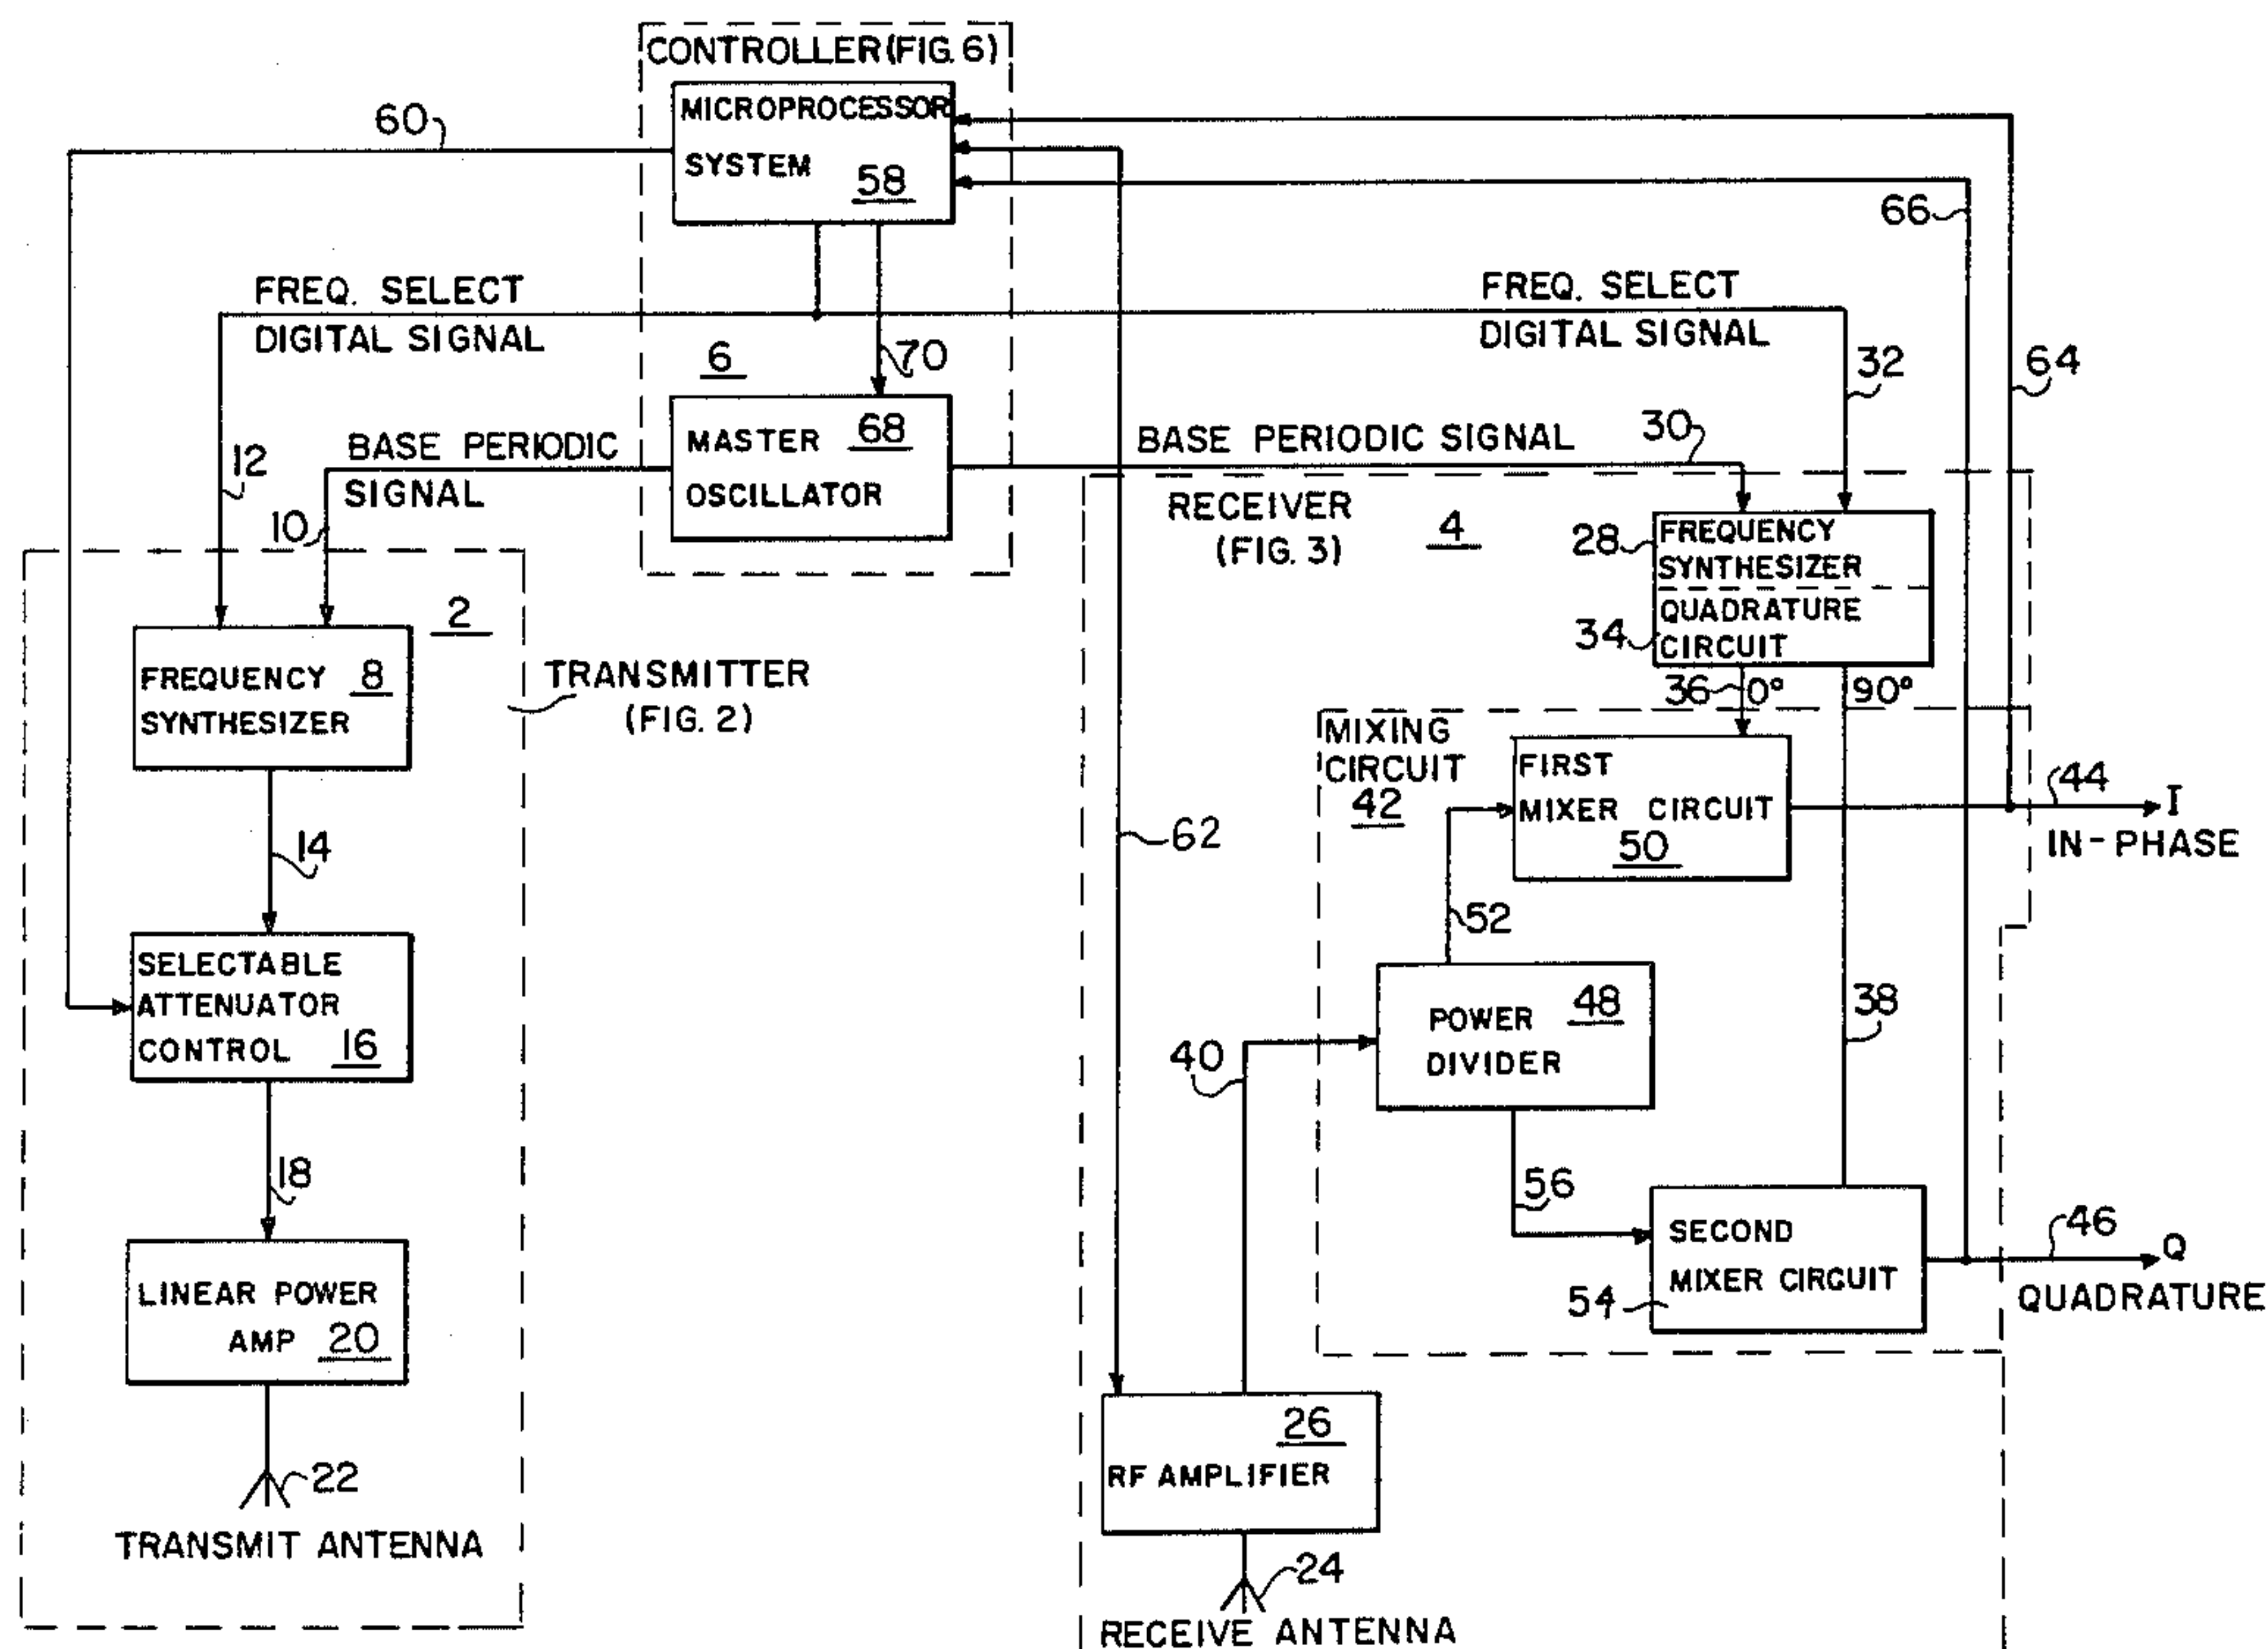 CONTROLLER (FIG. 6)
MICROPROCESSOR
SYSTEM 58
60
66
64
FREQ. SELECT
DIGITAL SIGNAL
FREQ. SELECT
DIGITAL SIGNAL
6
70
32
12
BASE PERIODIC
SIGNAL
10
MASTER 68
OSCILLATOR
BASE PERIODIC SIGNAL
30
RECEIVER
(FIG. 3)
4
28
FREQUENCY
SYNTHESIZER
QUADRATURE
CIRCUIT
34
36
0°
90°
2
FREQUENCY 8
SYNTHESIZER
TRANSMITTER
(FIG. 2)
MIXING
CIRCUIT
42
FIRST
MIXER CIRCUIT
50
44
I
IN-PHASE
14
62
52
SELECTABLE
ATTENUATOR
CONTROL 16
40
POWER 48
DIVIDER
38
18
56
LINEAR POWER
AMP 20
SECOND
MIXER CIRCUIT
54
46
Q
QUADRATURE
22
TRANSMIT ANTENNA
26
RF AMPLIFIER
24
RECEIVE ANTENNA